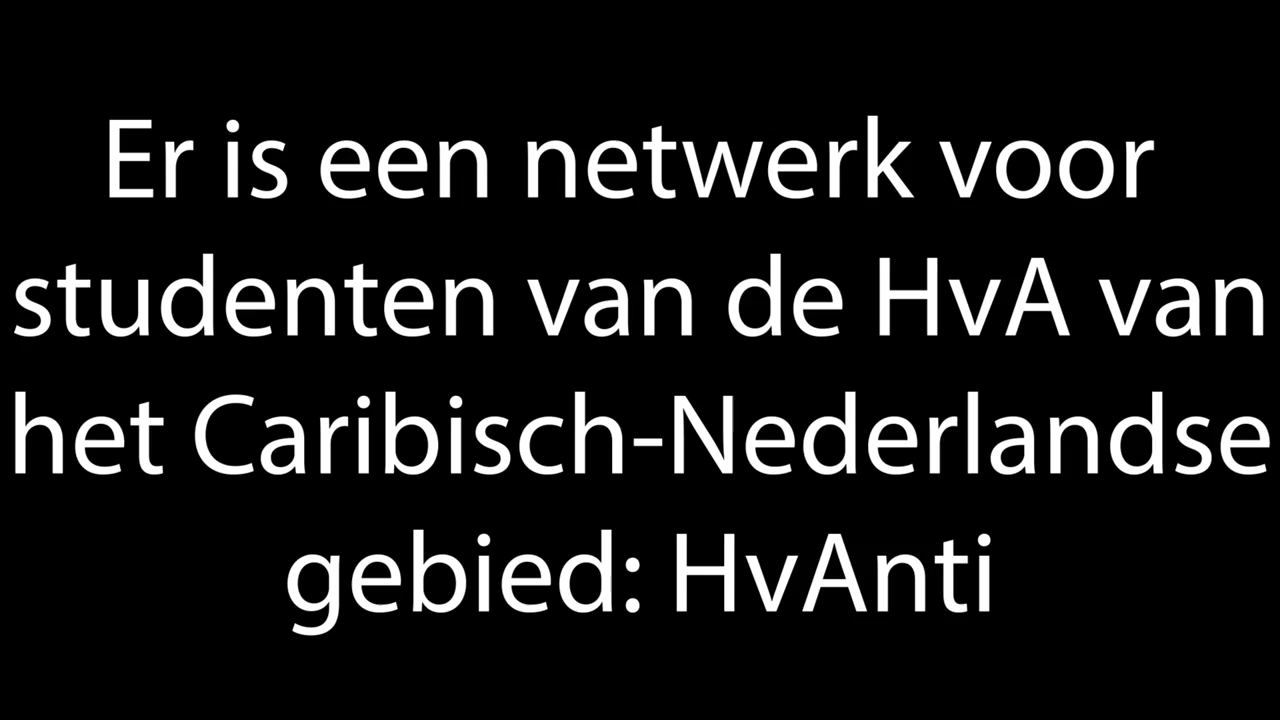 Er is een netwerk voor
studenten van de HvA van
het Caribisch-Nederlandse
gebied: HvAnti